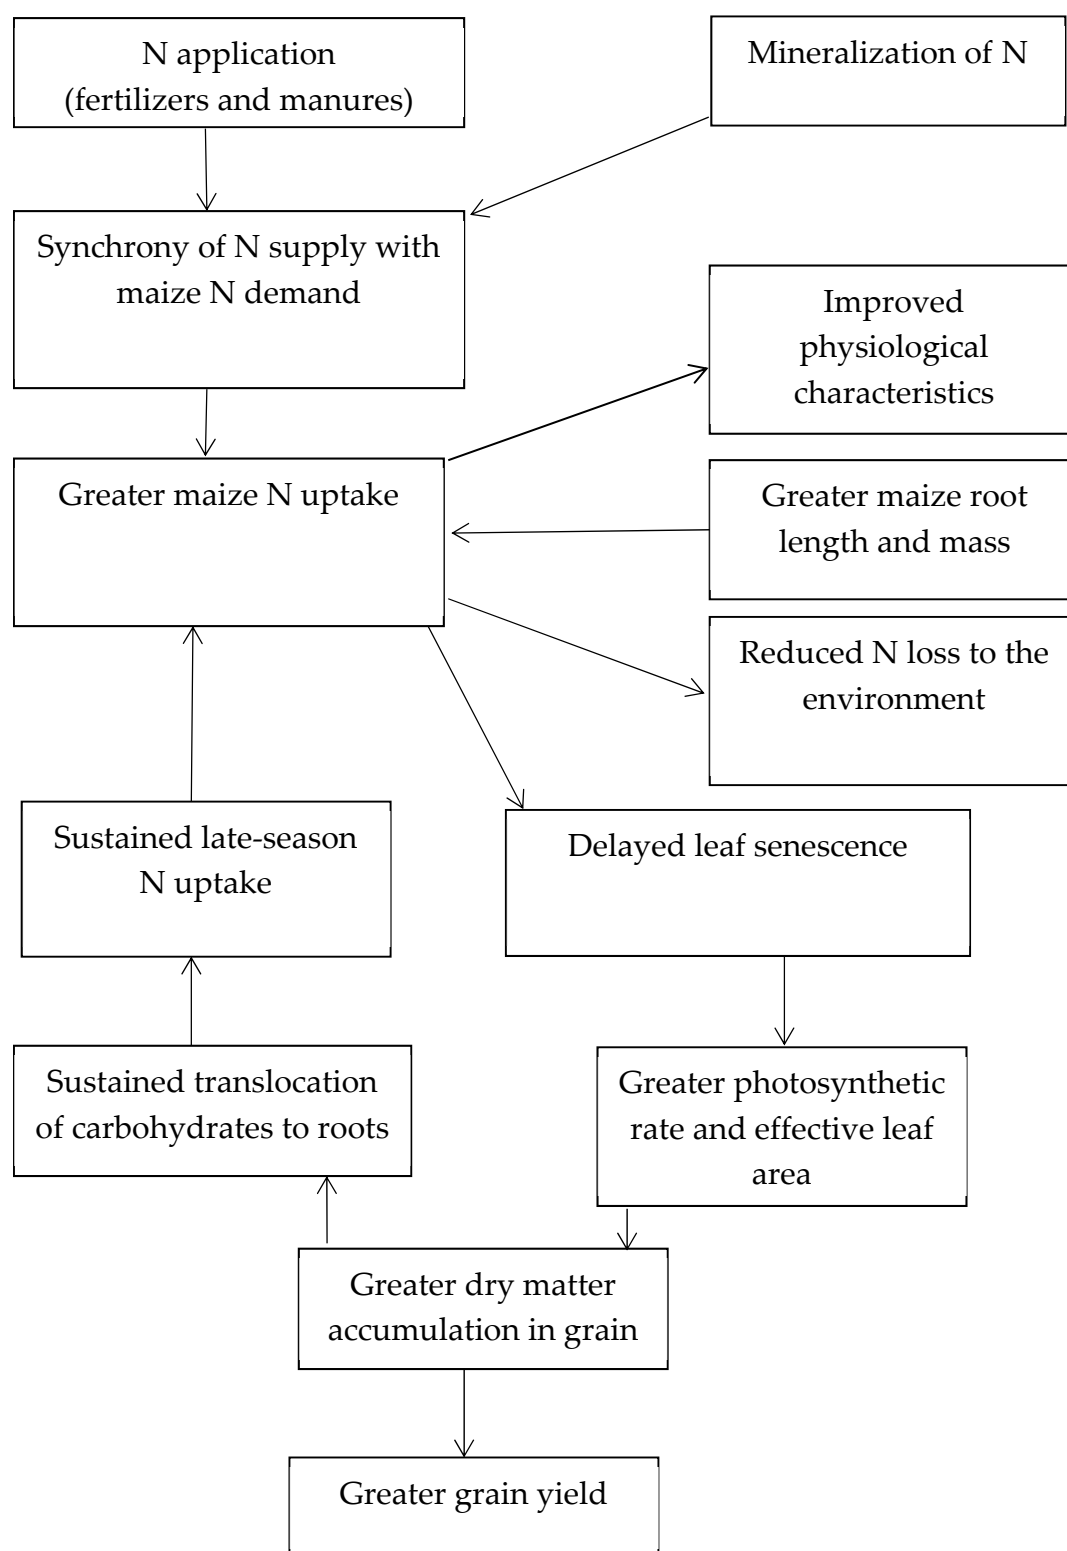 N application
(fertilizers and manures)
Mineralization of N
Synchrony of N supply with
maize N demand
Improved
physiological
characteristics
Greater maize N uptake
Greater maize root
length and mass
Reduced N loss to the
environment
Sustained late-season
N uptake
Delayed leaf senescence
Sustained translocation
of carbohydrates to roots
Greater photosynthetic
rate and effective leaf
area
Greater dry matter
accumulation in grain
Greater grain yield